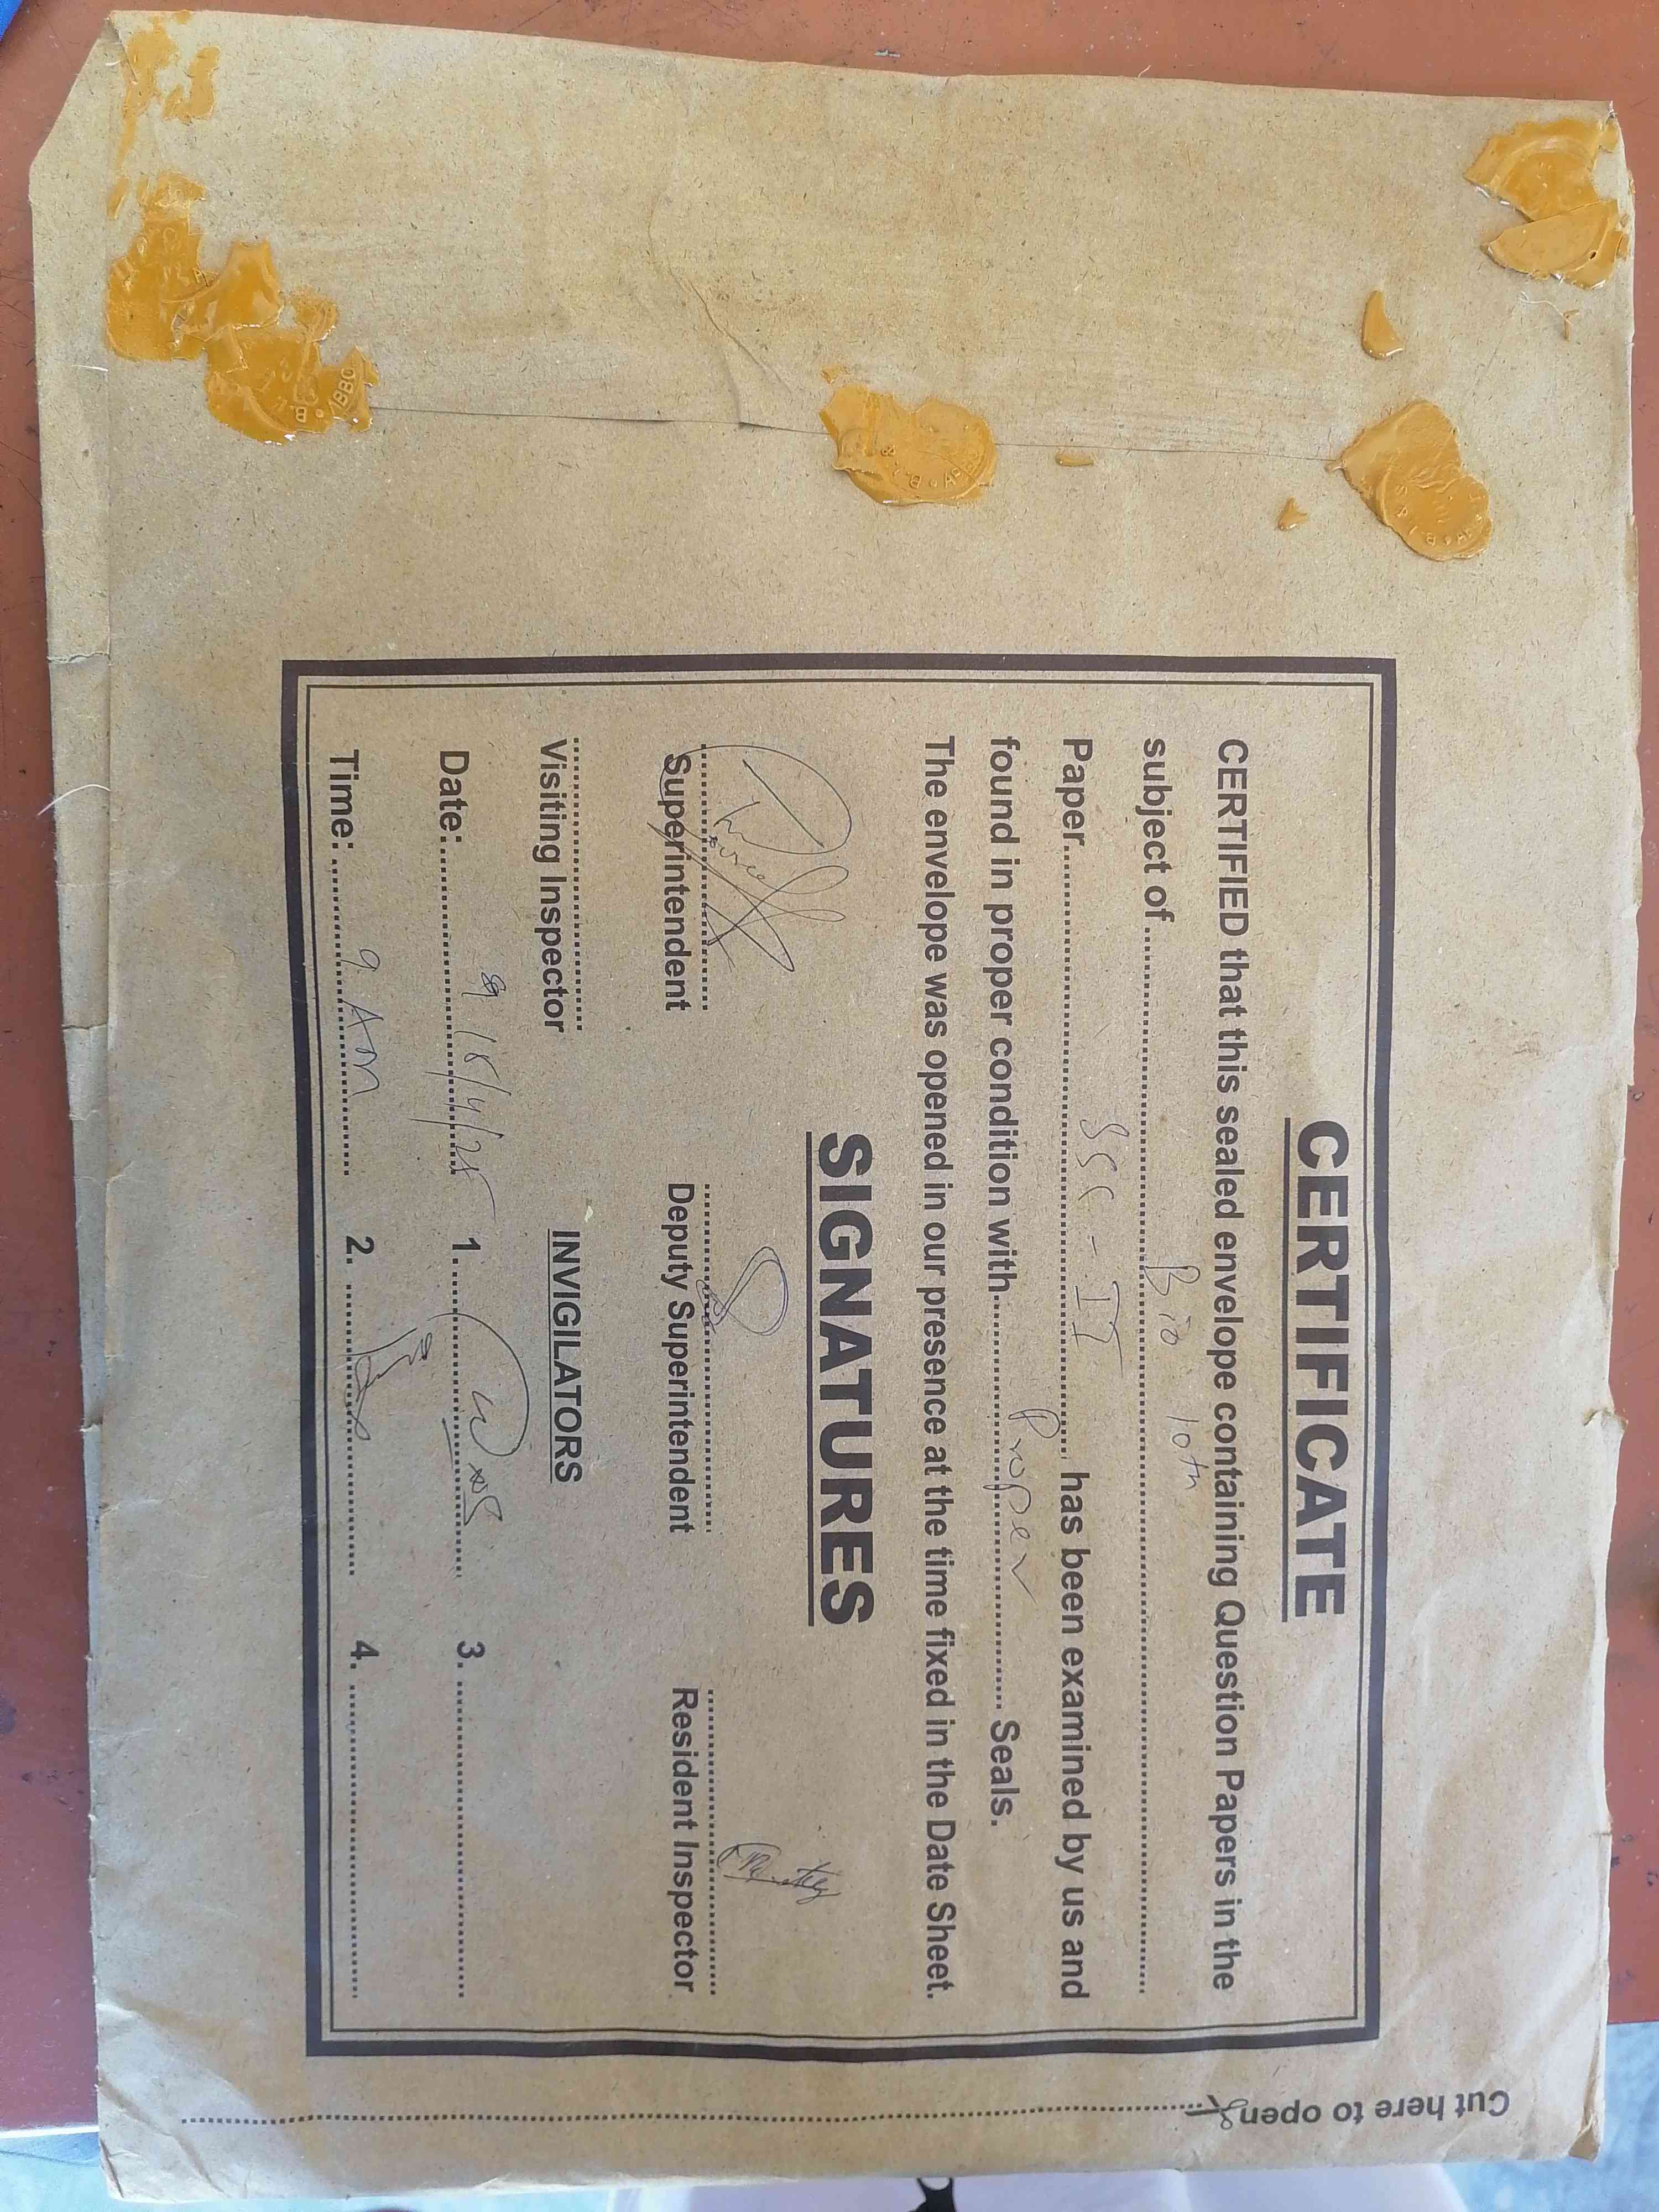 CERTIFICATE
CERTIFIED that this sealed envelope containing Question Papers in the
subject of.......... Bio 10th ..........
Paper.......... SSC-II .......... has been examined by us and
found in proper condition with.......... Proper .......... Seals.
The envelope was opened in our presence at the time fixed in the Date Sheet.
SIGNATURES
Superintendent Deputy Superintendent Resident Inspector
Visiting Inspector INVIGILATORS
Date: 1. 3.
Time: 9 AM 2. 4.
Cut here to open